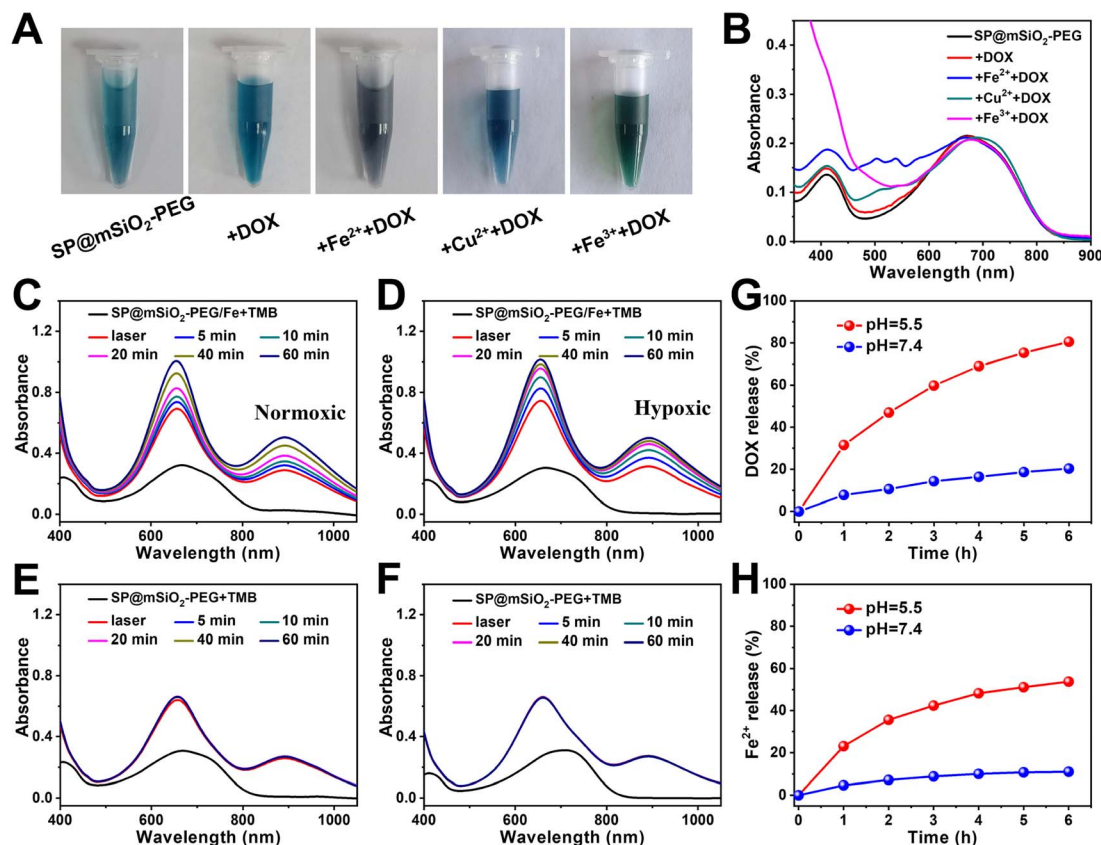 A
SP@mSiO₂-PEG
+DOX
+Fe²⁺+DOX
+Cu²⁺+DOX
+Fe³⁺+DOX
B
SP@mSiO₂-PEG
+DOX
+Fe²⁺+DOX
+Cu²⁺+DOX
+Fe³⁺+DOX
Absorbance
0.4
0.3
0.2
0.1
0.0
400 500 600 700 800 900
Wavelength (nm)
C
SP@mSiO₂-PEG/Fe+TMB
laser 5 min 10 min
20 min 40 min 60 min
Normoxic
Absorbance
1.2
0.8
0.4
0.0
400 600 800 1000
Wavelength (nm)
D
SP@mSiO₂-PEG/Fe+TMB
laser 5 min 10 min
20 min 40 min 60 min
Hypoxic
Absorbance
1.2
0.8
0.4
0.0
400 600 800 1000
Wavelength (nm)
G
pH=5.5
pH=7.4
DOX release (%)
100
80
60
40
20
0
0 1 2 3 4 5 6
Time (h)
E
SP@mSiO₂-PEG+TMB
laser 5 min 10 min
20 min 40 min 60 min
Absorbance
1.2
0.8
0.4
0.0
400 600 800 1000
Wavelength (nm)
F
SP@mSiO₂-PEG+TMB
laser 5 min 10 min
20 min 40 min 60 min
Absorbance
1.2
0.8
0.4
0.0
400 600 800 1000
Wavelength (nm)
H
pH=5.5
pH=7.4
Fe²⁺ release (%)
100
80
60
40
20
0
0 1 2 3 4 5 6
Time (h)